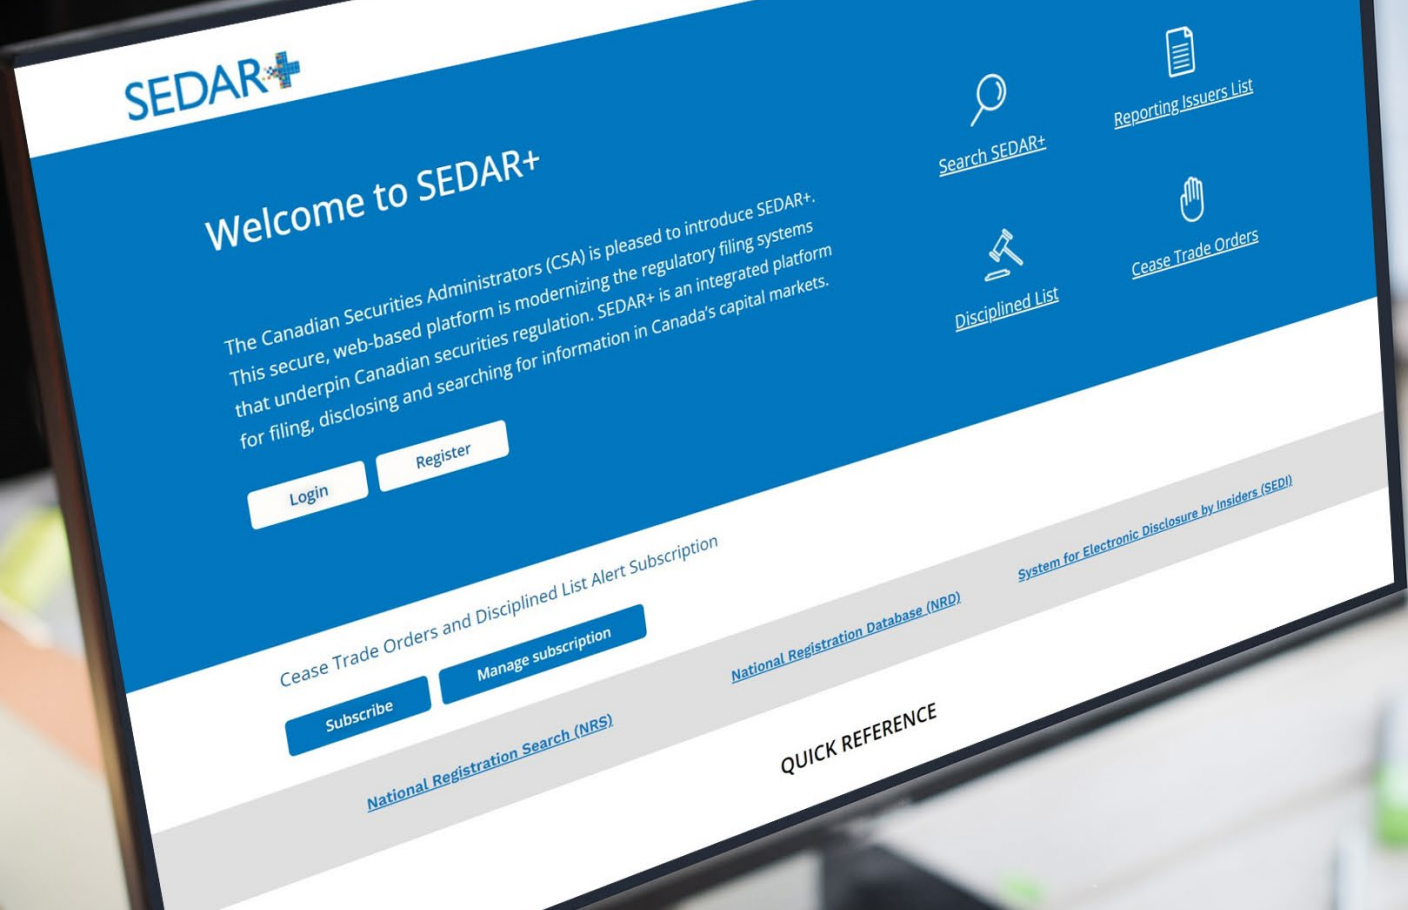 SEDAR+
Welcome to SEDAR+
The Canadian Securities Administrators (CSA) is pleased to introduce SEDAR+.
This secure, web-based platform is modernizing the regulatory filing systems
that underpin Canadian securities regulation. SEDAR+ is an integrated platform
for filing, disclosing and searching for information in Canada's capital markets.
Login
Register
Search SEDAR+
Reporting Issuers List
Disciplined List
Cease Trade Orders
Cease Trade Orders and Disciplined List Alert Subscription
Subscribe
Manage subscription
National Registration Search (NRS)
National Registration Database (NRD)
System for Electronic Disclosure by Insiders (SEDI)
QUICK REFERENCE